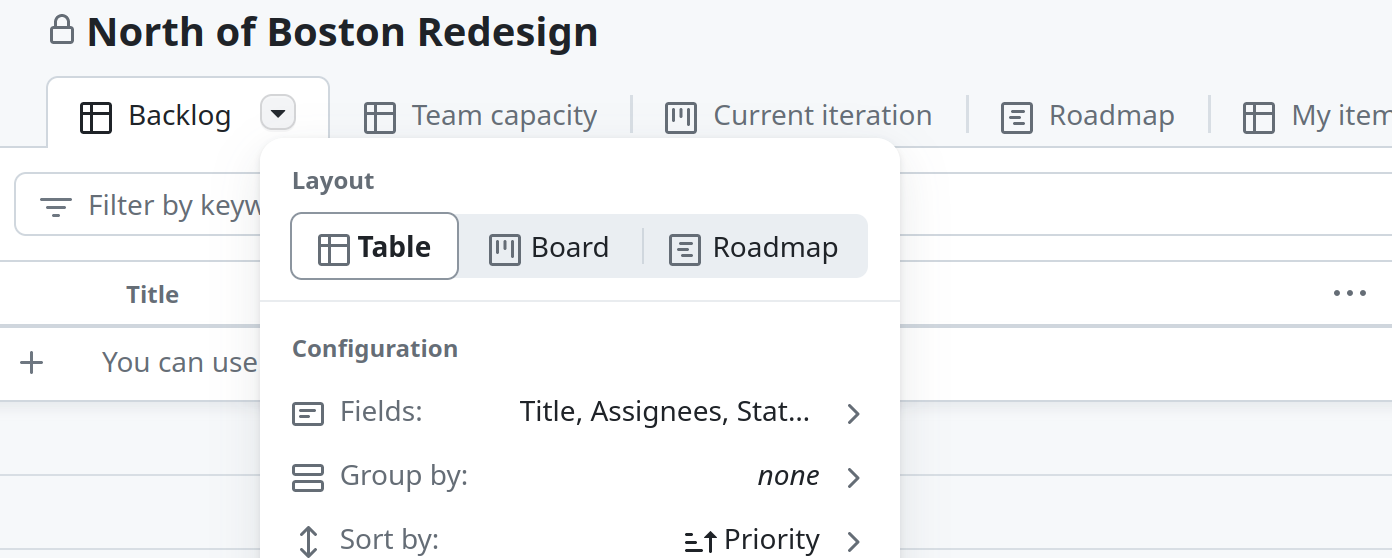 North of Boston Redesign
Backlog Team capacity Current iteration Roadmap My item
Layout
Filter by keyw
Table Board Roadmap
Title
Configuration
You can use
Fields: Title, Assignees, Stat...
Group by: none
Sort by: Priority